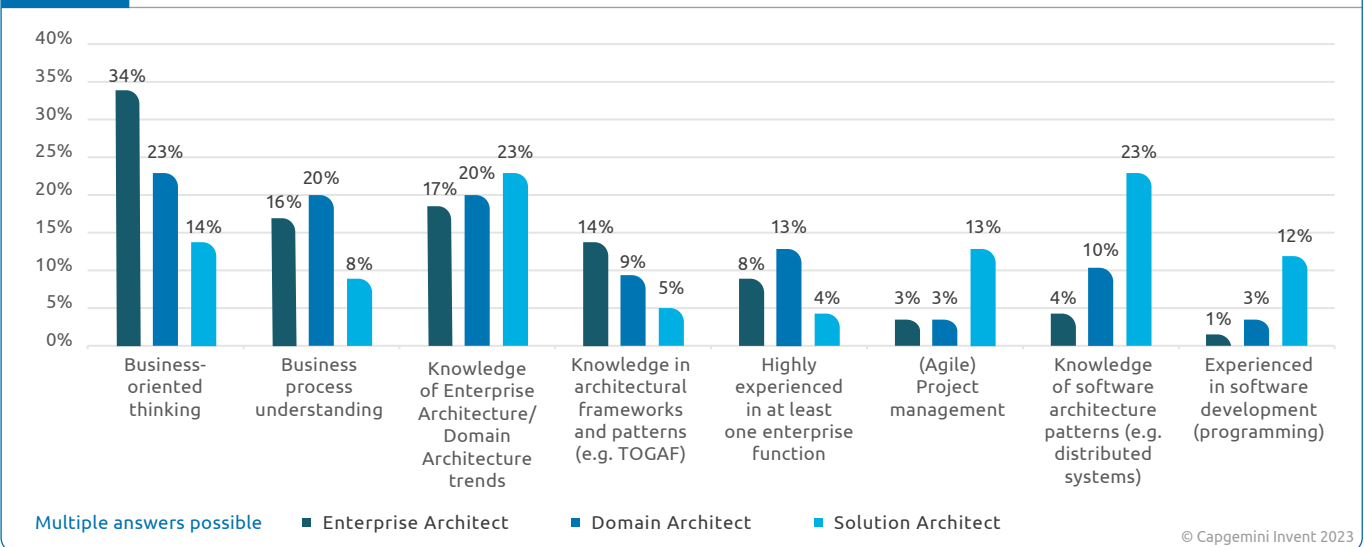 40%
35%
30%
25%
20%
15%
10%
5%
0%
34%
23%
14%
16%
20%
8%
17%
20%
23%
14%
9%
5%
8%
13%
4%
3%
3%
13%
4%
10%
23%
1%
3%
12%
Business-
oriented
thinking
Business
process
understanding
Knowledge
of Enterprise
Architecture/
Domain
Architecture
trends
Knowledge in
architectural
frameworks
and patterns
(e.g. TOGAF)
Highly
experienced
in at least
one enterprise
function
(Agile)
Project
management
Knowledge
of software
architecture
patterns (e.g.
distributed
systems)
Experienced
in software
development
(programming)
Multiple answers possible
Enterprise Architect
Domain Architect
Solution Architect
© Capgemini Invent 2023